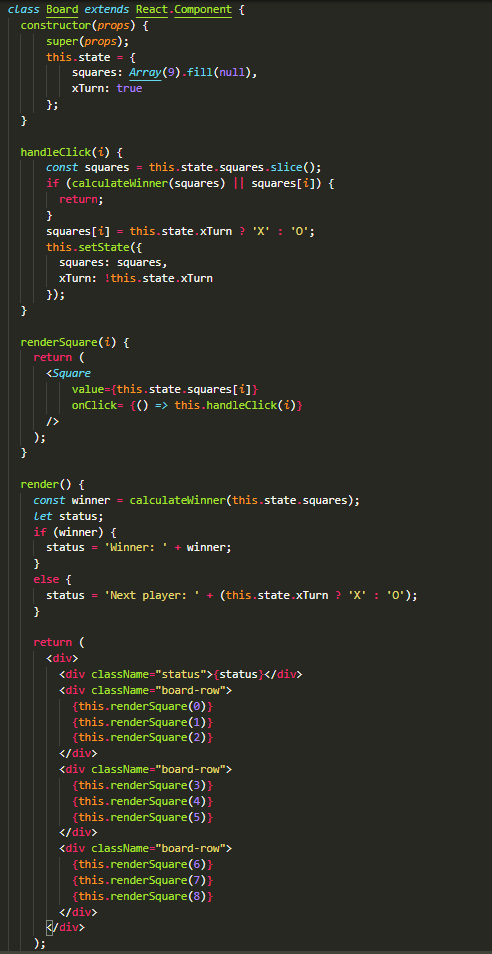 class Board extends React.Component {
  constructor(props) {
      super(props);
      this.state = {
          squares: Array(9).fill(null),
          xTurn: true
      };
  }

  handleClick(i) {
      const squares = this.state.squares.slice();
      if (calculateWinner(squares) || squares[i]) {
        return;
      }
      squares[i] = this.state.xTurn ? 'X' : 'O';
      this.setState({
        squares: squares,
        xTurn: !this.state.xTurn
      });
  }

  renderSquare(i) {
    return (
      <Square
          value={this.state.squares[i]}
          onClick= {() => this.handleClick(i)}
      />
    );
  }

  render() {
    const winner = calculateWinner(this.state.squares);
    let status;
    if (winner) {
      status = 'Winner: ' + winner;
    }
    else {
      status = 'Next player: ' + (this.state.xTurn ? 'X' : 'O');
    }

    return (
      <div>
        <div className="status">{status}</div>
        <div className="board-row">
          {this.renderSquare(0)}
          {this.renderSquare(1)}
          {this.renderSquare(2)}
        </div>
        <div className="board-row">
          {this.renderSquare(3)}
          {this.renderSquare(4)}
          {this.renderSquare(5)}
        </div>
        <div className="board-row">
          {this.renderSquare(6)}
          {this.renderSquare(7)}
          {this.renderSquare(8)}
        </div>
      </div>
    );